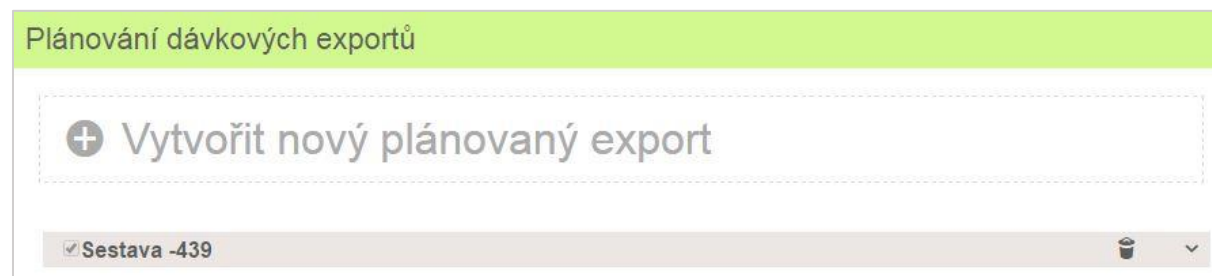 Plánování dávkových exportů
Vytvořit nový plánovaný export
Sestava -439